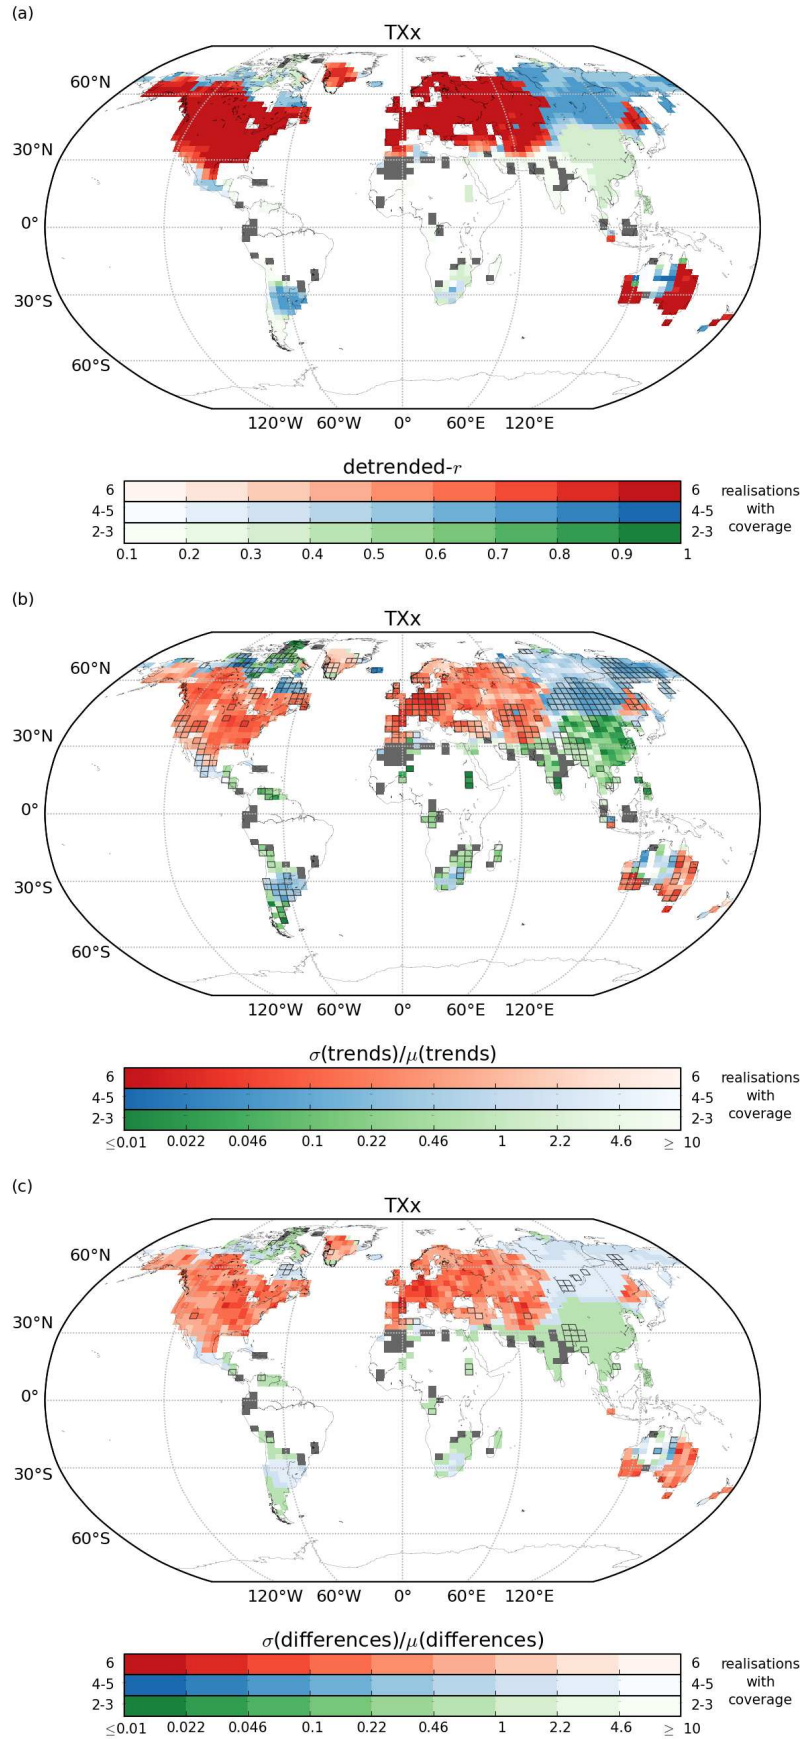 (a)
TXx
60°N
30°N
0°
30°S
60°S
120°W 60°W 0° 60°E 120°E
detrended-r
6 6 realisations
4-5 4-5 with
2-3 2-3 coverage
0.1 0.2 0.3 0.4 0.5 0.6 0.7 0.8 0.9 1
(b)
TXx
60°N
30°N
0°
30°S
60°S
120°W 60°W 0° 60°E 120°E
σ(trends)/μ(trends)
6 6 realisations
4-5 4-5 with
2-3 2-3 coverage
≤0.01 0.022 0.046 0.1 0.22 0.46 1 2.2 4.6 ≥ 10
(c)
TXx
60°N
30°N
0°
30°S
60°S
120°W 60°W 0° 60°E 120°E
σ(differences)/μ(differences)
6 6 realisations
4-5 4-5 with
2-3 2-3 coverage
≤0.01 0.022 0.046 0.1 0.22 0.46 1 2.2 4.6 ≥ 10